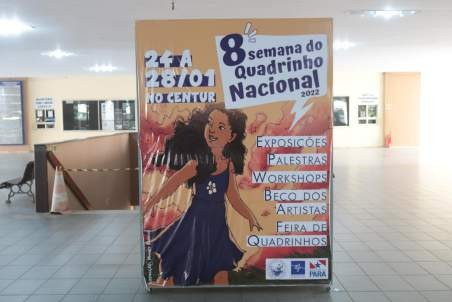 24 A
28/01
NO CENTUR
8 semana do
Quadrinho
Nacional
2022
EXPOSIÇÕES
PALESTRAS
WORKSHOPS
BECO DOS
ARTISTAS
FEIRA DE
QUADRINHOS
PARÁ